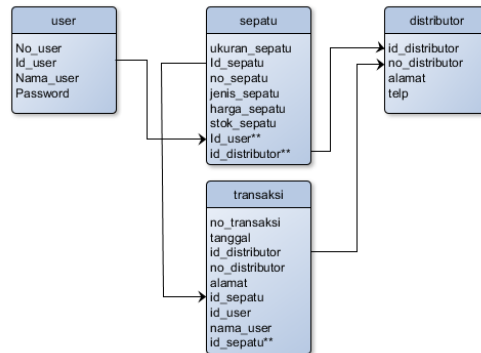 user
No_user
Id_user
Nama_user
Password
sepatu
ukuran_sepatu
Id_sepatu
no_sepatu
jenis_sepatu
harga_sepatu
stok_sepatu
Id_user**
id_distributor**
distributor
id_distributor
no_distributor
alamat
telp
transaksi
no_transaksi
tanggal
id_distributor
no_distributor
alamat
id_sepatu
id_user
nama_user
id_sepatu**